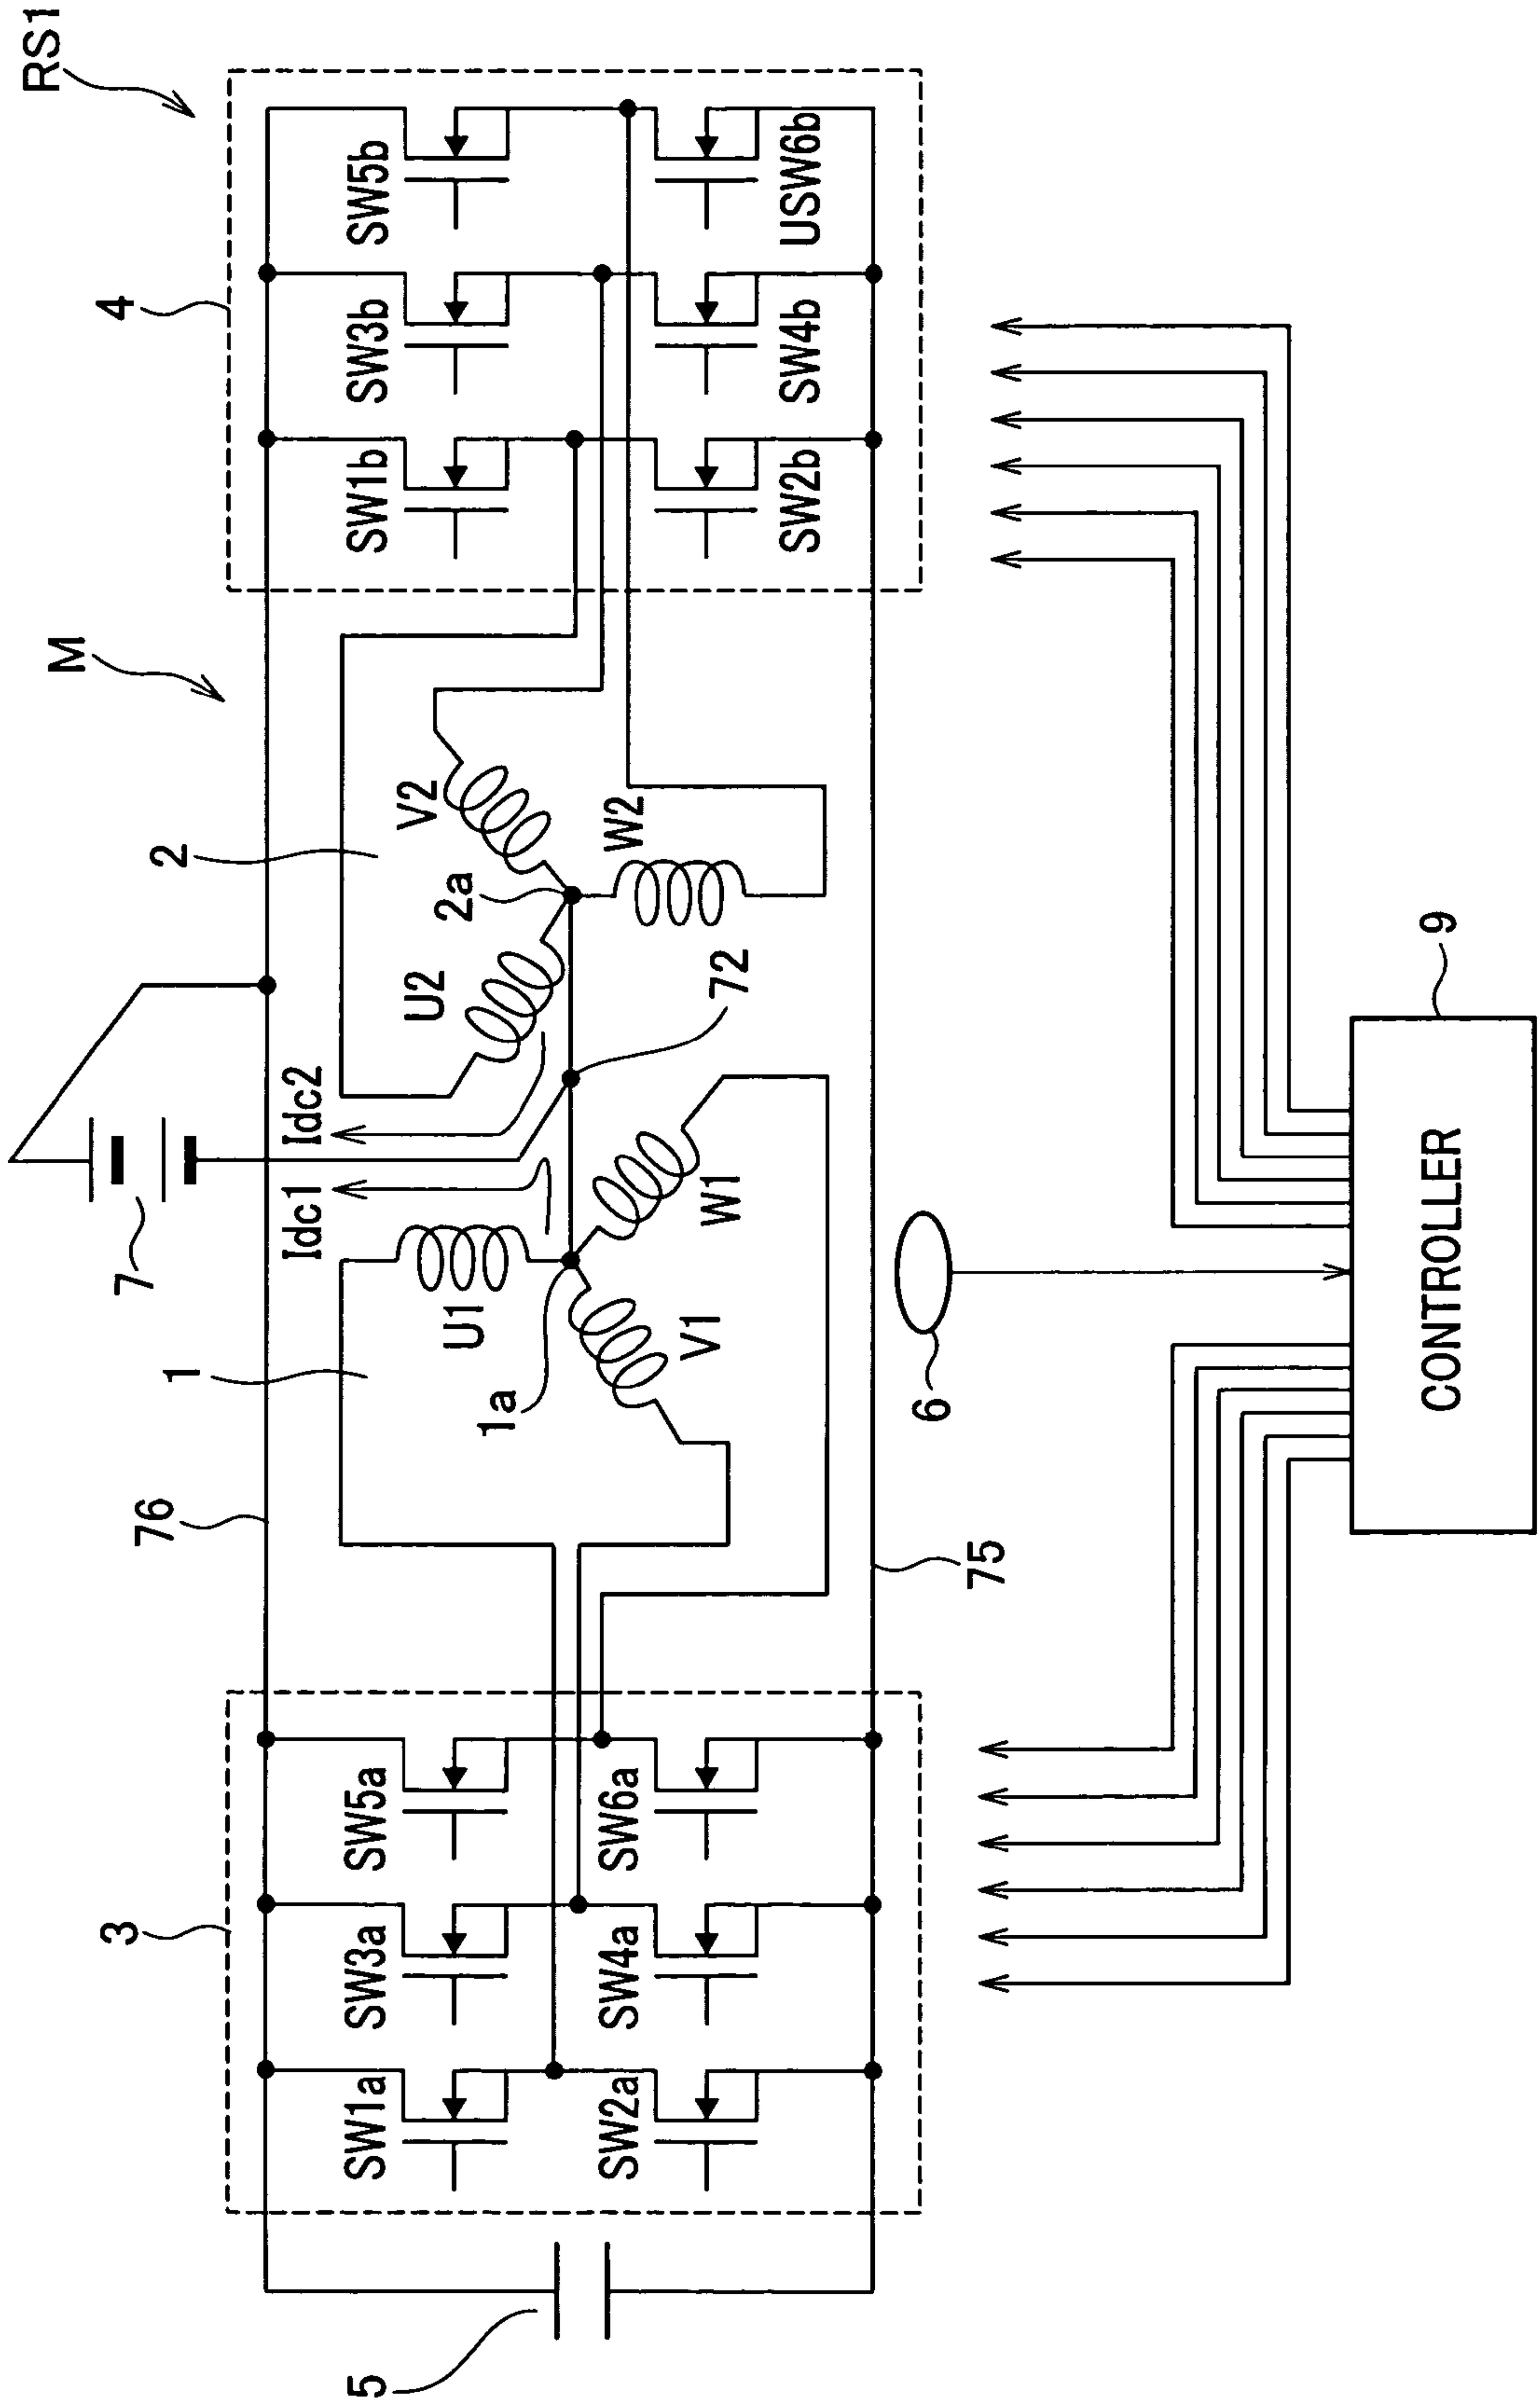 RS1
M
7
76
1
2
3
4
SW1a
SW3a
SW5a
SW1b
SW3b
SW5b
Idc1
Idc2
U1
U2
V2
1a
2a
V1
W1
W2
72
SW2a
SW4a
SW6a
SW2b
SW4b
USW6b
5
75
6
9
CONTROLLER